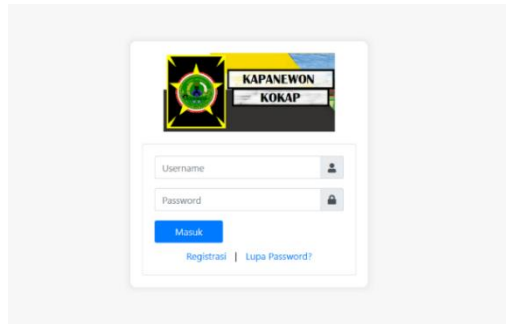 KAPANEWON
KOKAP
Username
Password
Masuk
Registrasi | Lupa Password?